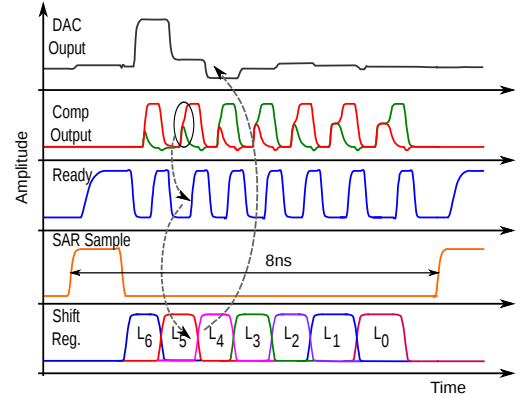 DAC
Ouput
Comp
Output
Ready
SAR Sample
8ns
Shift
Reg.
L6 L5 L4 L3 L2 L1 L0
Amplitude
Time